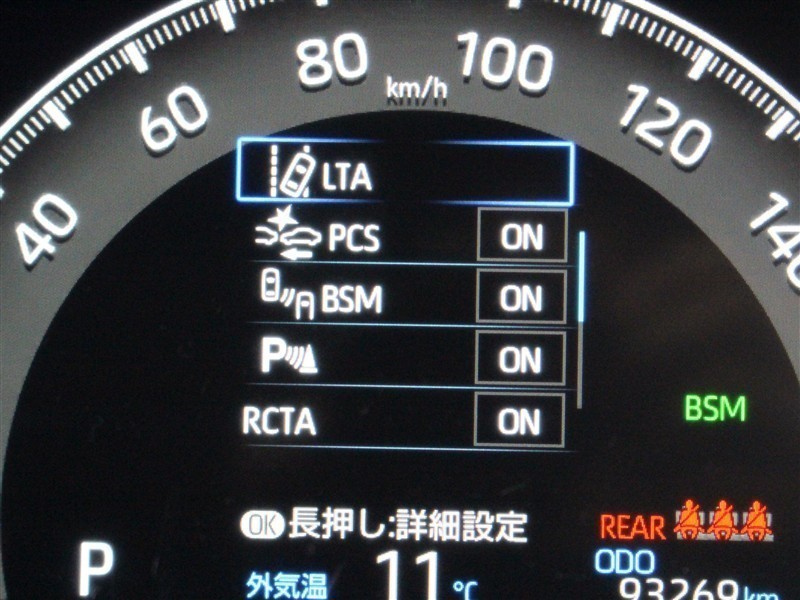 80
100
km/h
60
120
40
140
LTA
PCS ON
BSM ON
P ON
RCTA ON
BSM
OK 長押し:詳細設定
REAR
P
ODO
外気温 11 ℃
93269 km